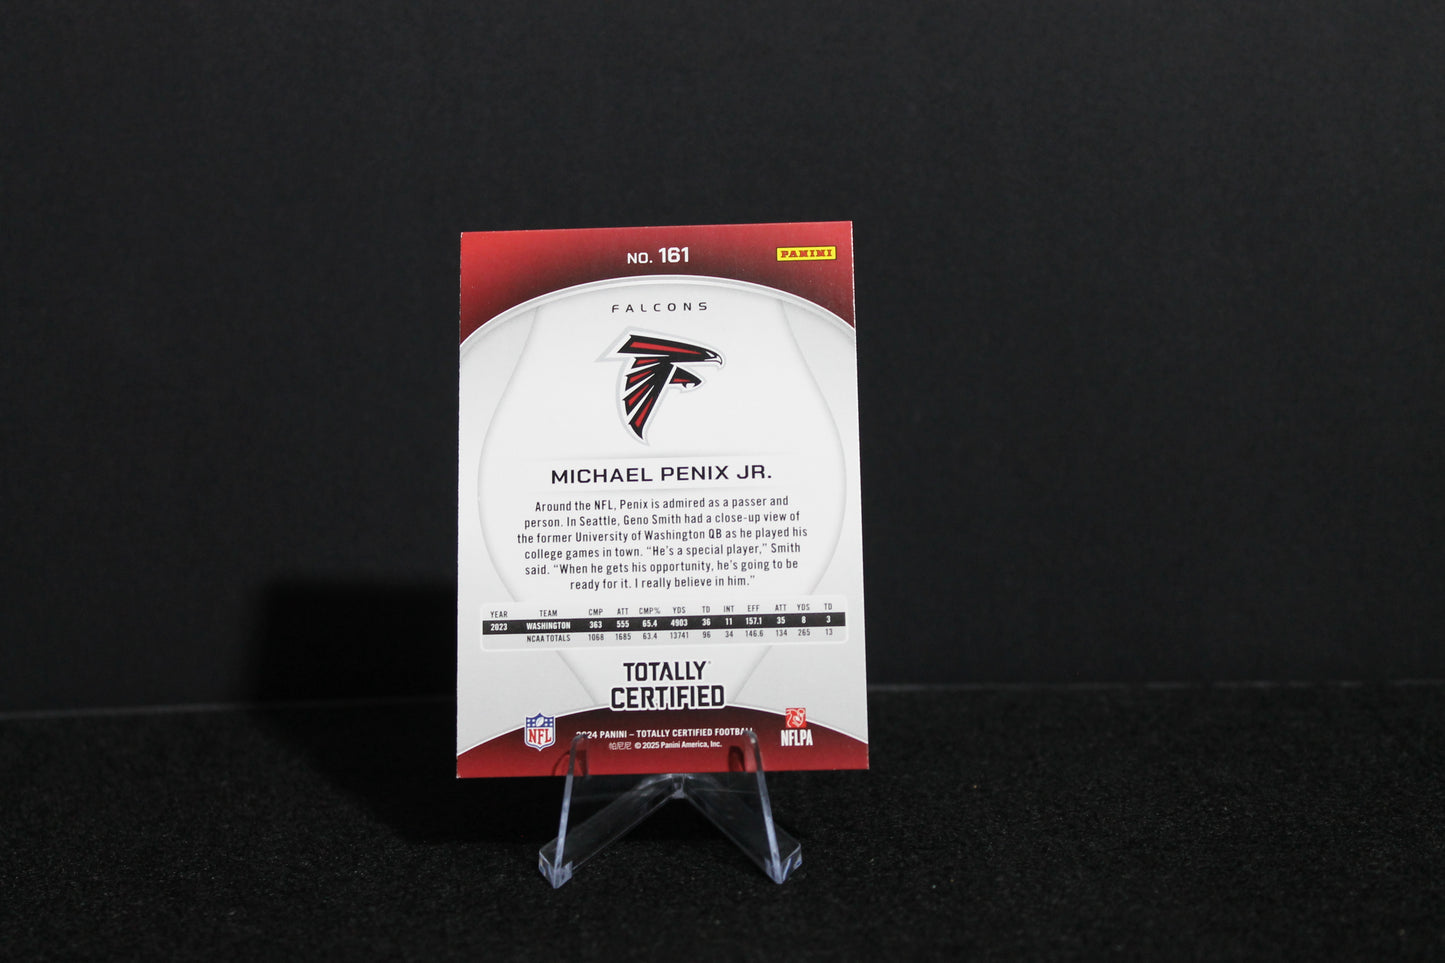 NO. 161
PANINI
FALCONS
MICHAEL PENIX JR.
Around the NFL, Penix is admired as a passer and
person. In Seattle, Geno Smith had a close-up view of
the former University of Washington QB as he played his
college games in town. “He’s a special player,” Smith
said. “When he gets his opportunity, he’s going to be
ready for it. I really believe in him.”
YEAR TEAM CMP ATT CMP% YDS TD INT EFF ATT YDS TD
2023 WASHINGTON 363 555 65.4 4903 36 11 157.1 35 8 3
NCAA TOTALS 1068 1685 63.4 13741 96 34 146.6 134 265 13
TOTALLY
CERTIFIED
NFL
2024 PANINI – TOTALLY CERTIFIED FOOTBALL
帕尼尼 © 2025 Panini America, Inc.
NFLPA